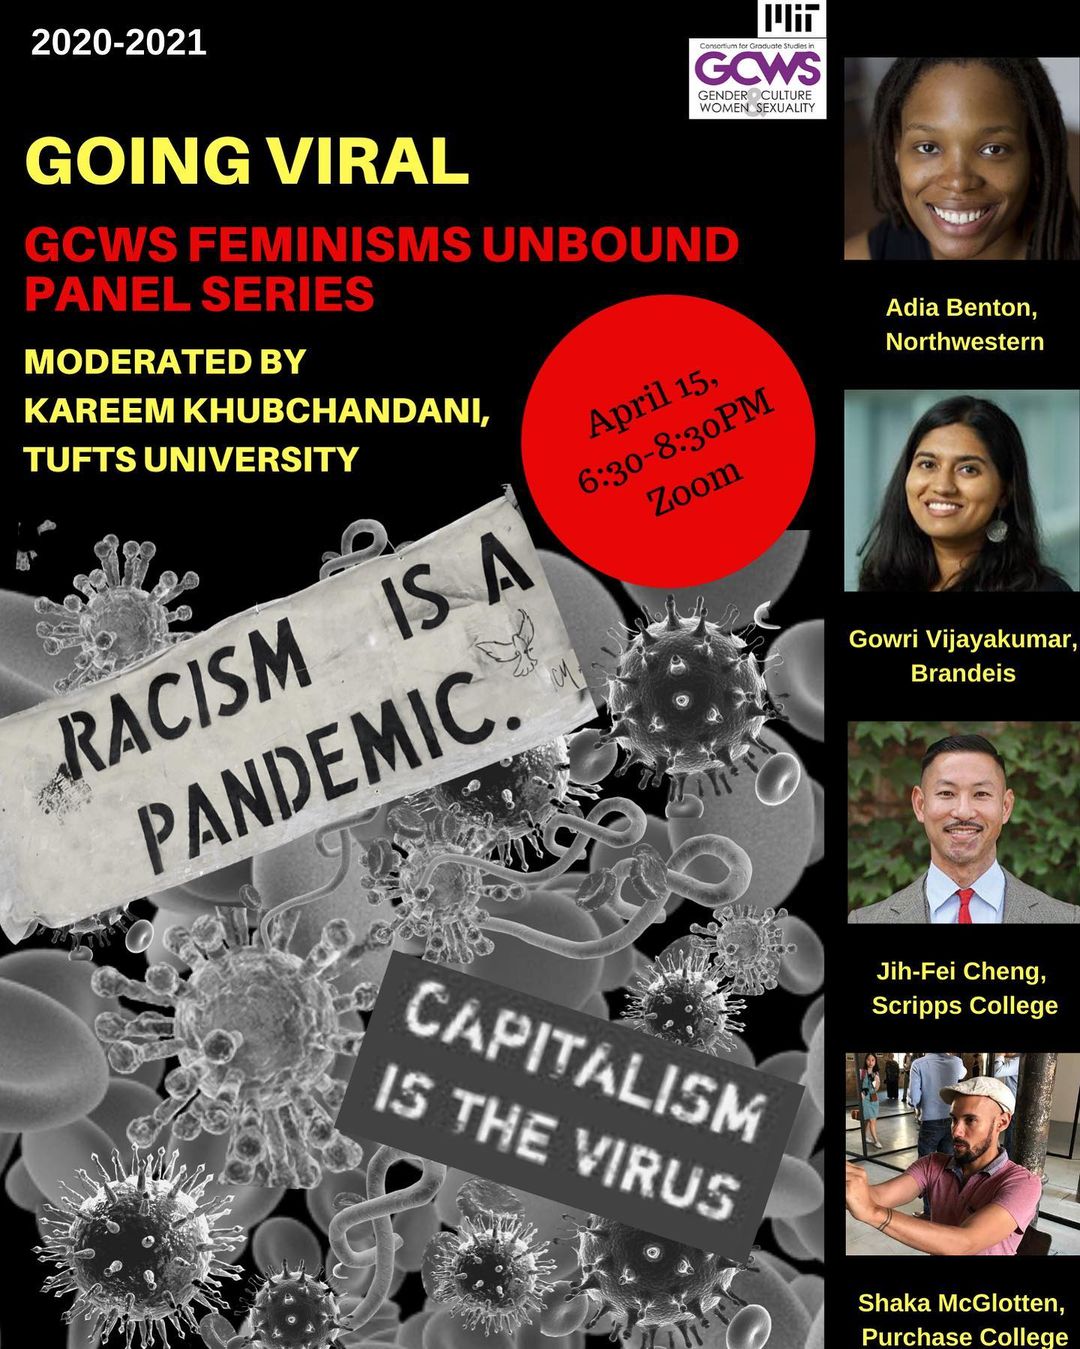 2020-2021
MIT
Consortium for Graduate Studies in
GCWS
GENDER & CULTURE
WOMEN & SEXUALITY
GOING VIRAL
GCWS FEMINISMS UNBOUND
PANEL SERIES
MODERATED BY
KAREEM KHUBCHANDANI,
TUFTS UNIVERSITY
April 15,
6:30-8:30PM
Zoom
RACISM IS A
PANDEMIC.
CM
CAPITALISM
IS THE VIRUS
Adia Benton,
Northwestern
Gowri Vijayakumar,
Brandeis
Jih-Fei Cheng,
Scripps College
Shaka McGlotten,
Purchase College